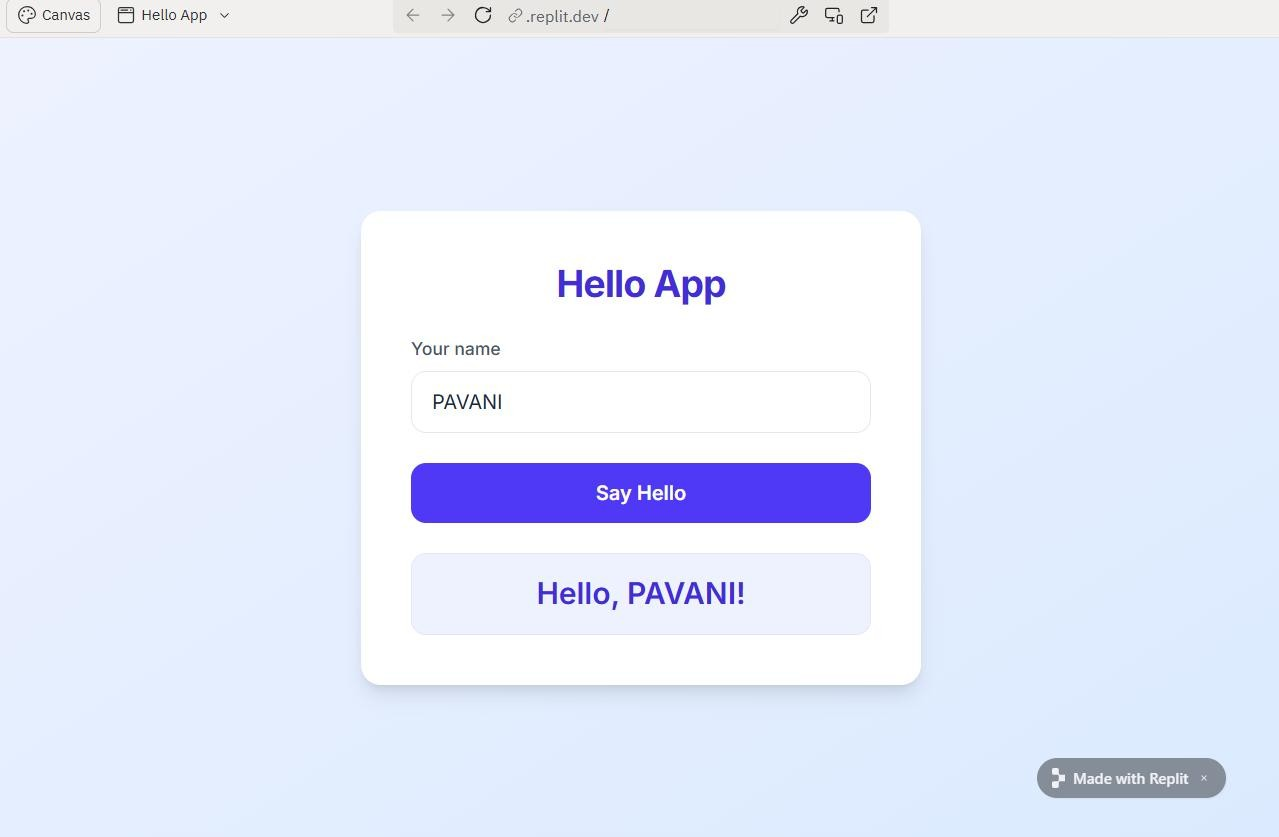 Canvas Hello App .replit.dev /
Hello App
Your name
PAVANI
Say Hello
Hello, PAVANI!
Made with Replit ×